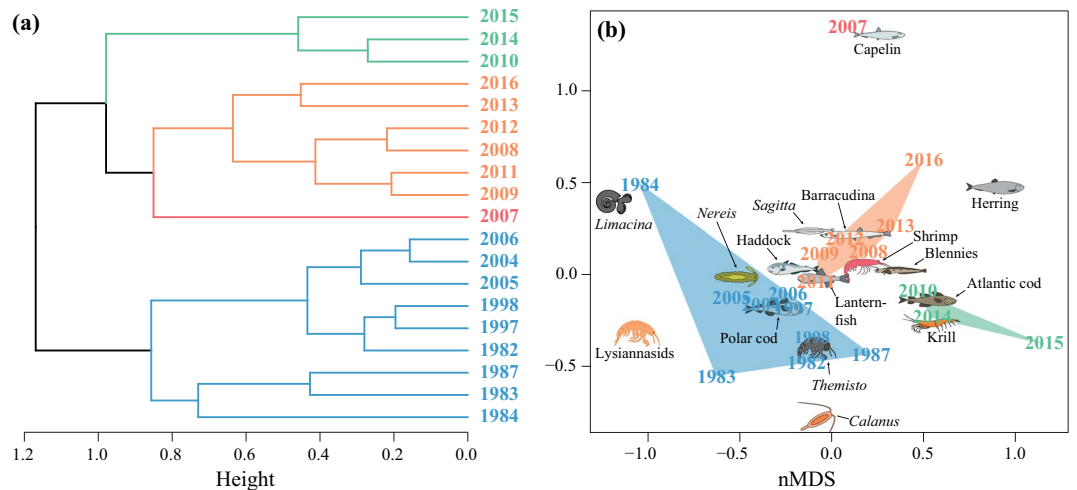 (a)
2015
2014
2010
2016
2013
2012
2008
2011
2009
2007
2006
2004
2005
1998
1997
1982
1987
1983
1984
1.2 1.0 0.8 0.6 0.4 0.2 0.0
Height
(b)
2007
Capelin
1.0
2016
0.5
1984
Barracudina
Herring
Limacina
Nereis
Sagitta
2013
2012
Shrimp
Haddock
2009
2008
Blennies
0.0
2011
Atlantic cod
2006
2010
2005
1997
Lantern-
fish
2014
Polar cod
Krill
1998
2015
Lysiannasids
1987
−0.5
1982
1983
Themisto
Calanus
−1.0 −0.5 0.0 0.5 1.0
nMDS